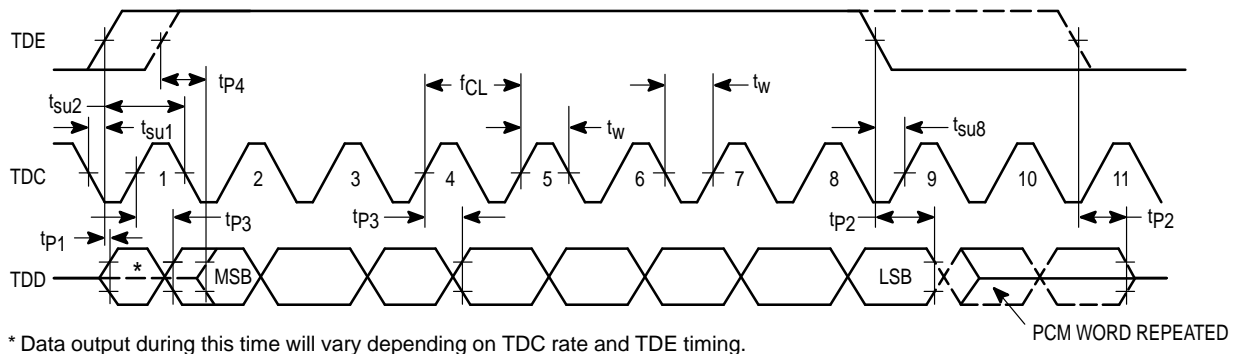 TDE
tP4
fCL
tw
tsu2
tsu1
tw
tsu8
TDC
1 2 3 4 5 6 7 8 9 10 11
tP3
tP3
tP2
tP2
tP1
TDD
*
MSB
LSB
PCM WORD REPEATED
* Data output during this time will vary depending on TDC rate and TDE timing.